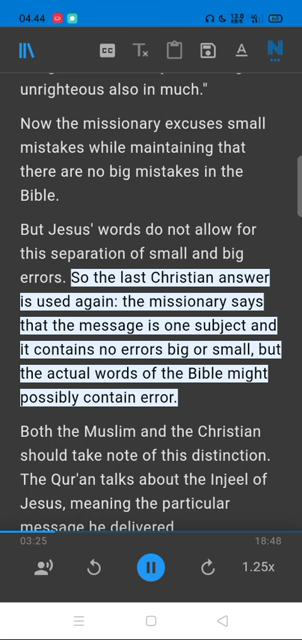 04.44
CC
unrighteous also in much."
Now the missionary excuses small
mistakes while maintaining that
there are no big mistakes in the
Bible.
But Jesus' words do not allow for
this separation of small and big
errors. So the last Christian answer
is used again: the missionary says
that the message is one subject and
it contains no errors big or small, but
the actual words of the Bible might
possibly contain error.
Both the Muslim and the Christian
should take note of this distinction.
The Qur'an talks about the Injeel of
Jesus, meaning the particular
message he delivered
03:25
18:48
1.25x